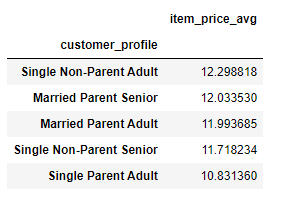 item_price_avg
customer_profile
Single Non-Parent Adult 12.298818
Married Parent Senior 12.033530
Married Parent Adult 11.993685
Single Non-Parent Senior 11.718234
Single Parent Adult 10.831360